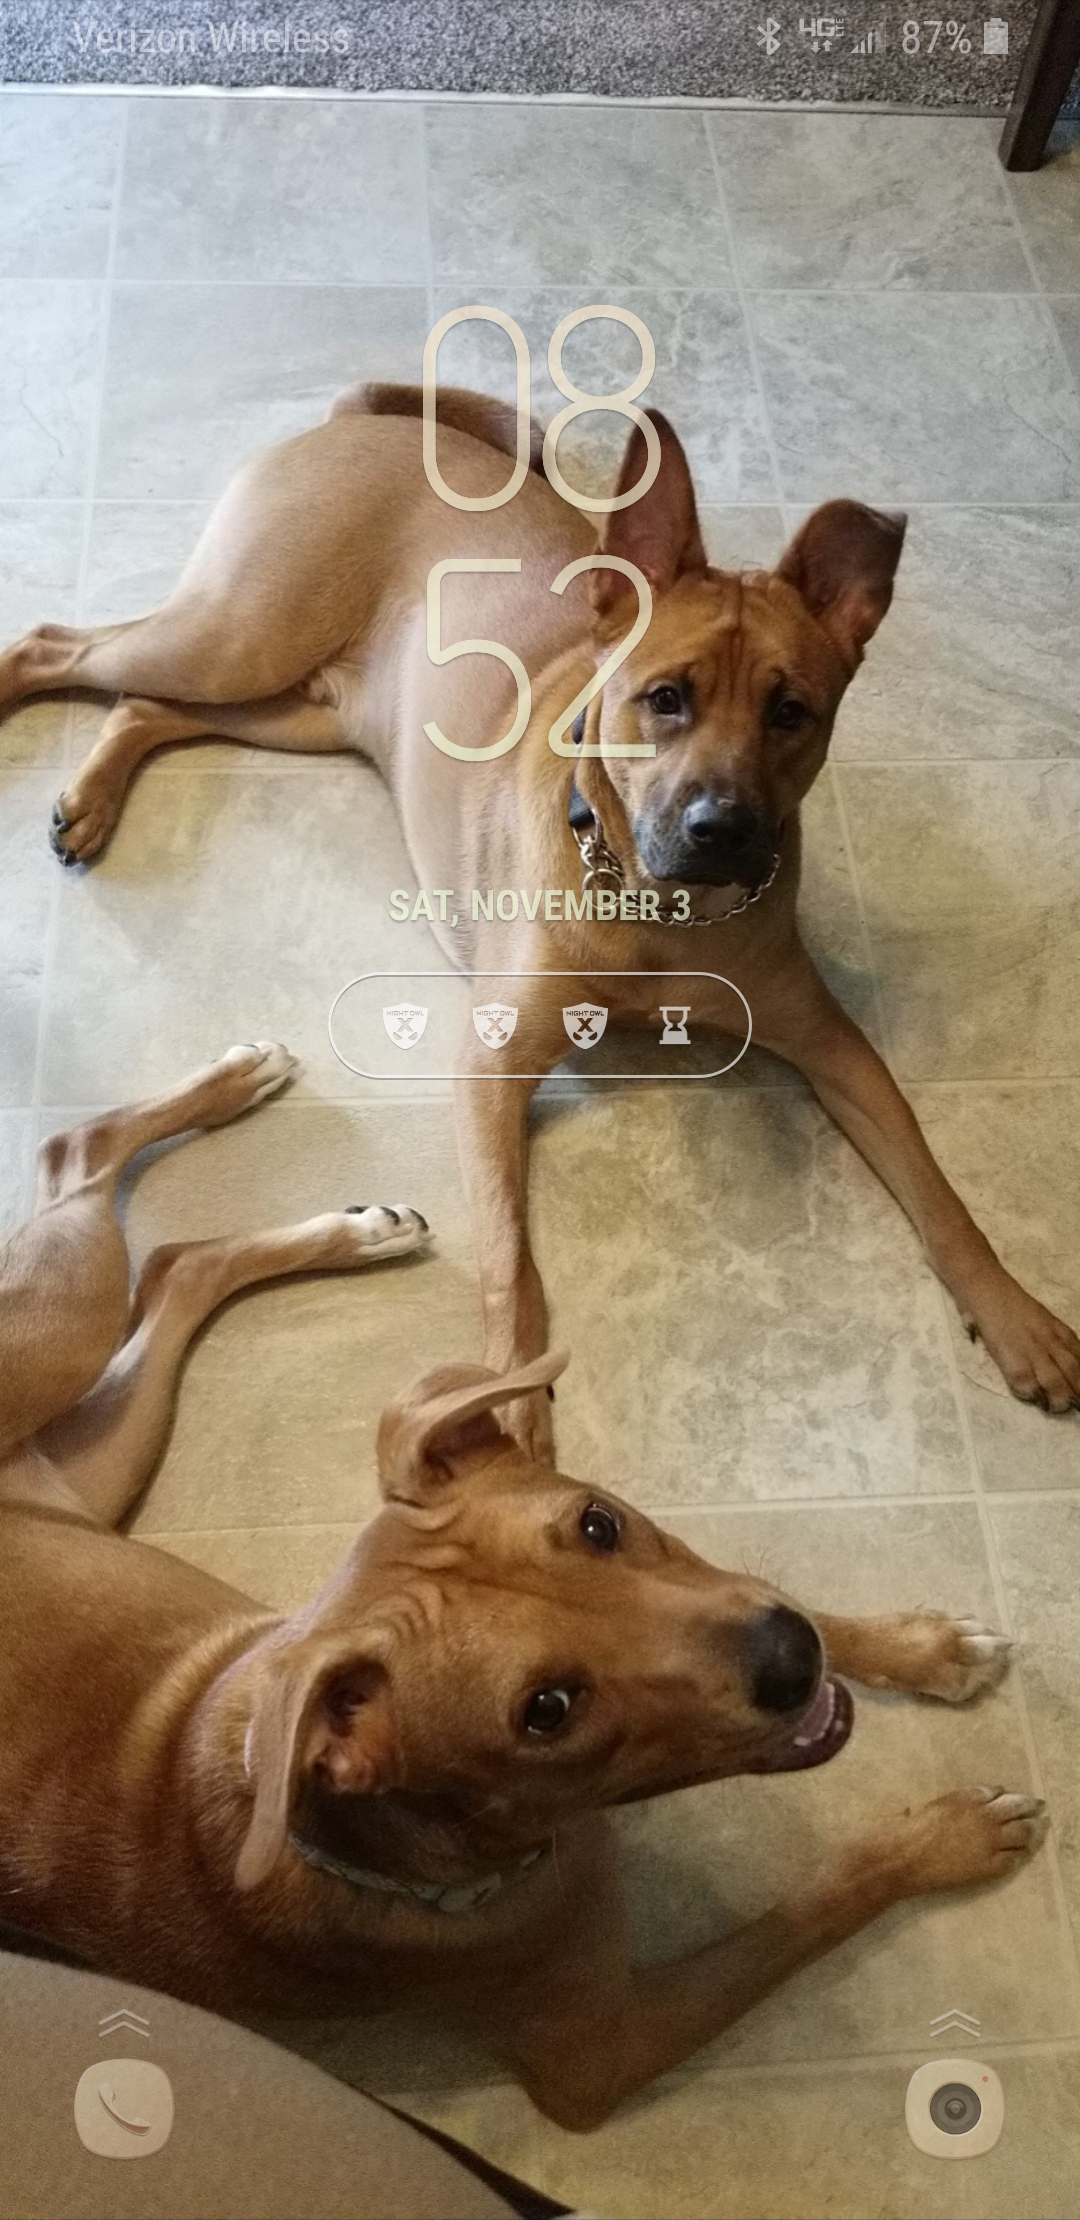 Verizon Wireless 4G LTE 87%
08
52
SAT, NOVEMBER 3
NIGHT OWL X NIGHT OWL X NIGHT OWL X